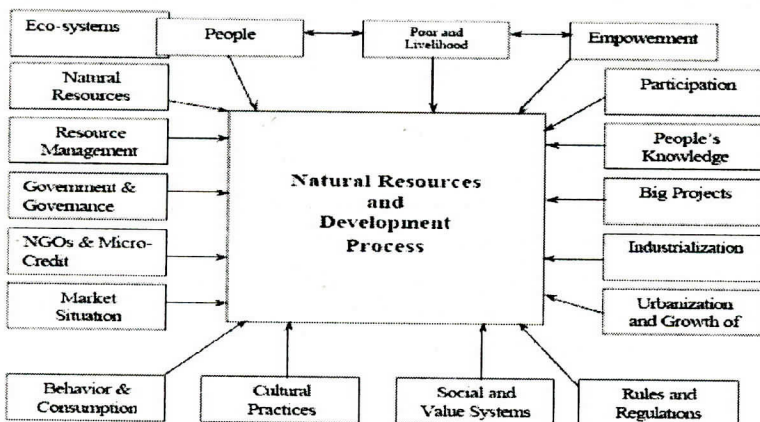 Eco-systems
People
Poor and
Livelihood
Empowerment
Natural
Resources
Participation
Resource
Management
People's
Knowledge
Government &
Governance
Natural Resources
and
Development
Process
Big Projects
NGOs & Micro-
Credit
Industrialization
Market
Situation
Urbanization
and Growth of
Behavior &
Consumption
Cultural
Practices
Social and
Value Systems
Rules and
Regulations